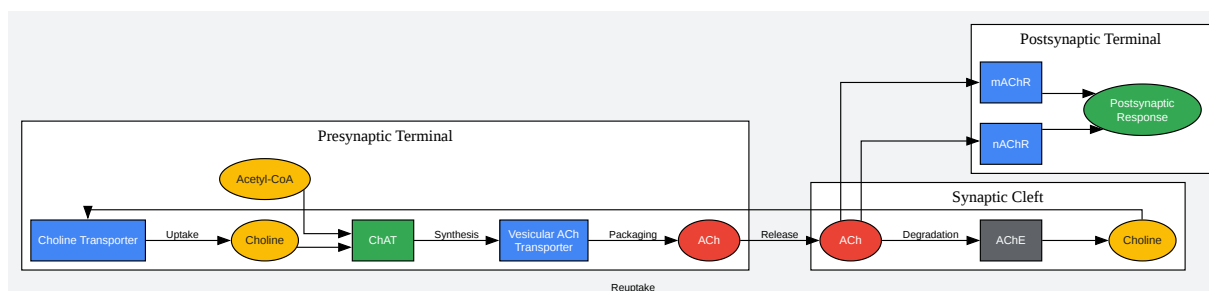 Postsynaptic Terminal
mAChR
Postsynaptic
Response
nAChR
Presynaptic Terminal
Acetyl-CoA
Choline Transporter
Uptake
Choline
ChAT
Synthesis
Vesicular ACh
Transporter
Packaging
ACh
Release
Synaptic Cleft
ACh
Degradation
AChE
Choline
Reuptake